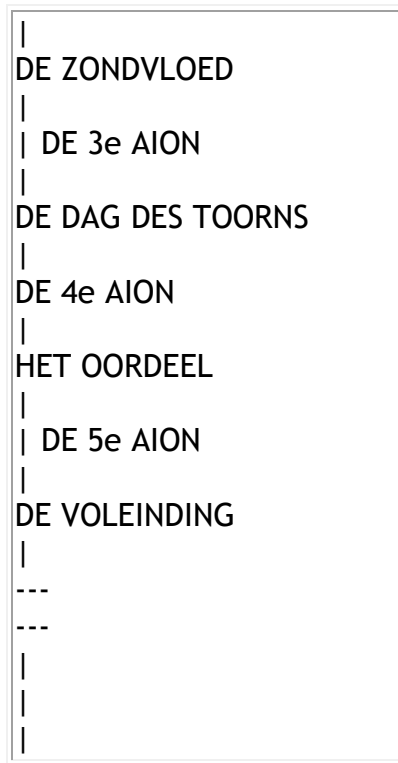 |
DE ZONDVLOED
|
| DE 3e AION
|
DE DAG DES TOORNS
|
DE 4e AION
|
HET OORDEEL
|
| DE 5e AION
|
DE VOLEINDING
|
---
---
|
|
|